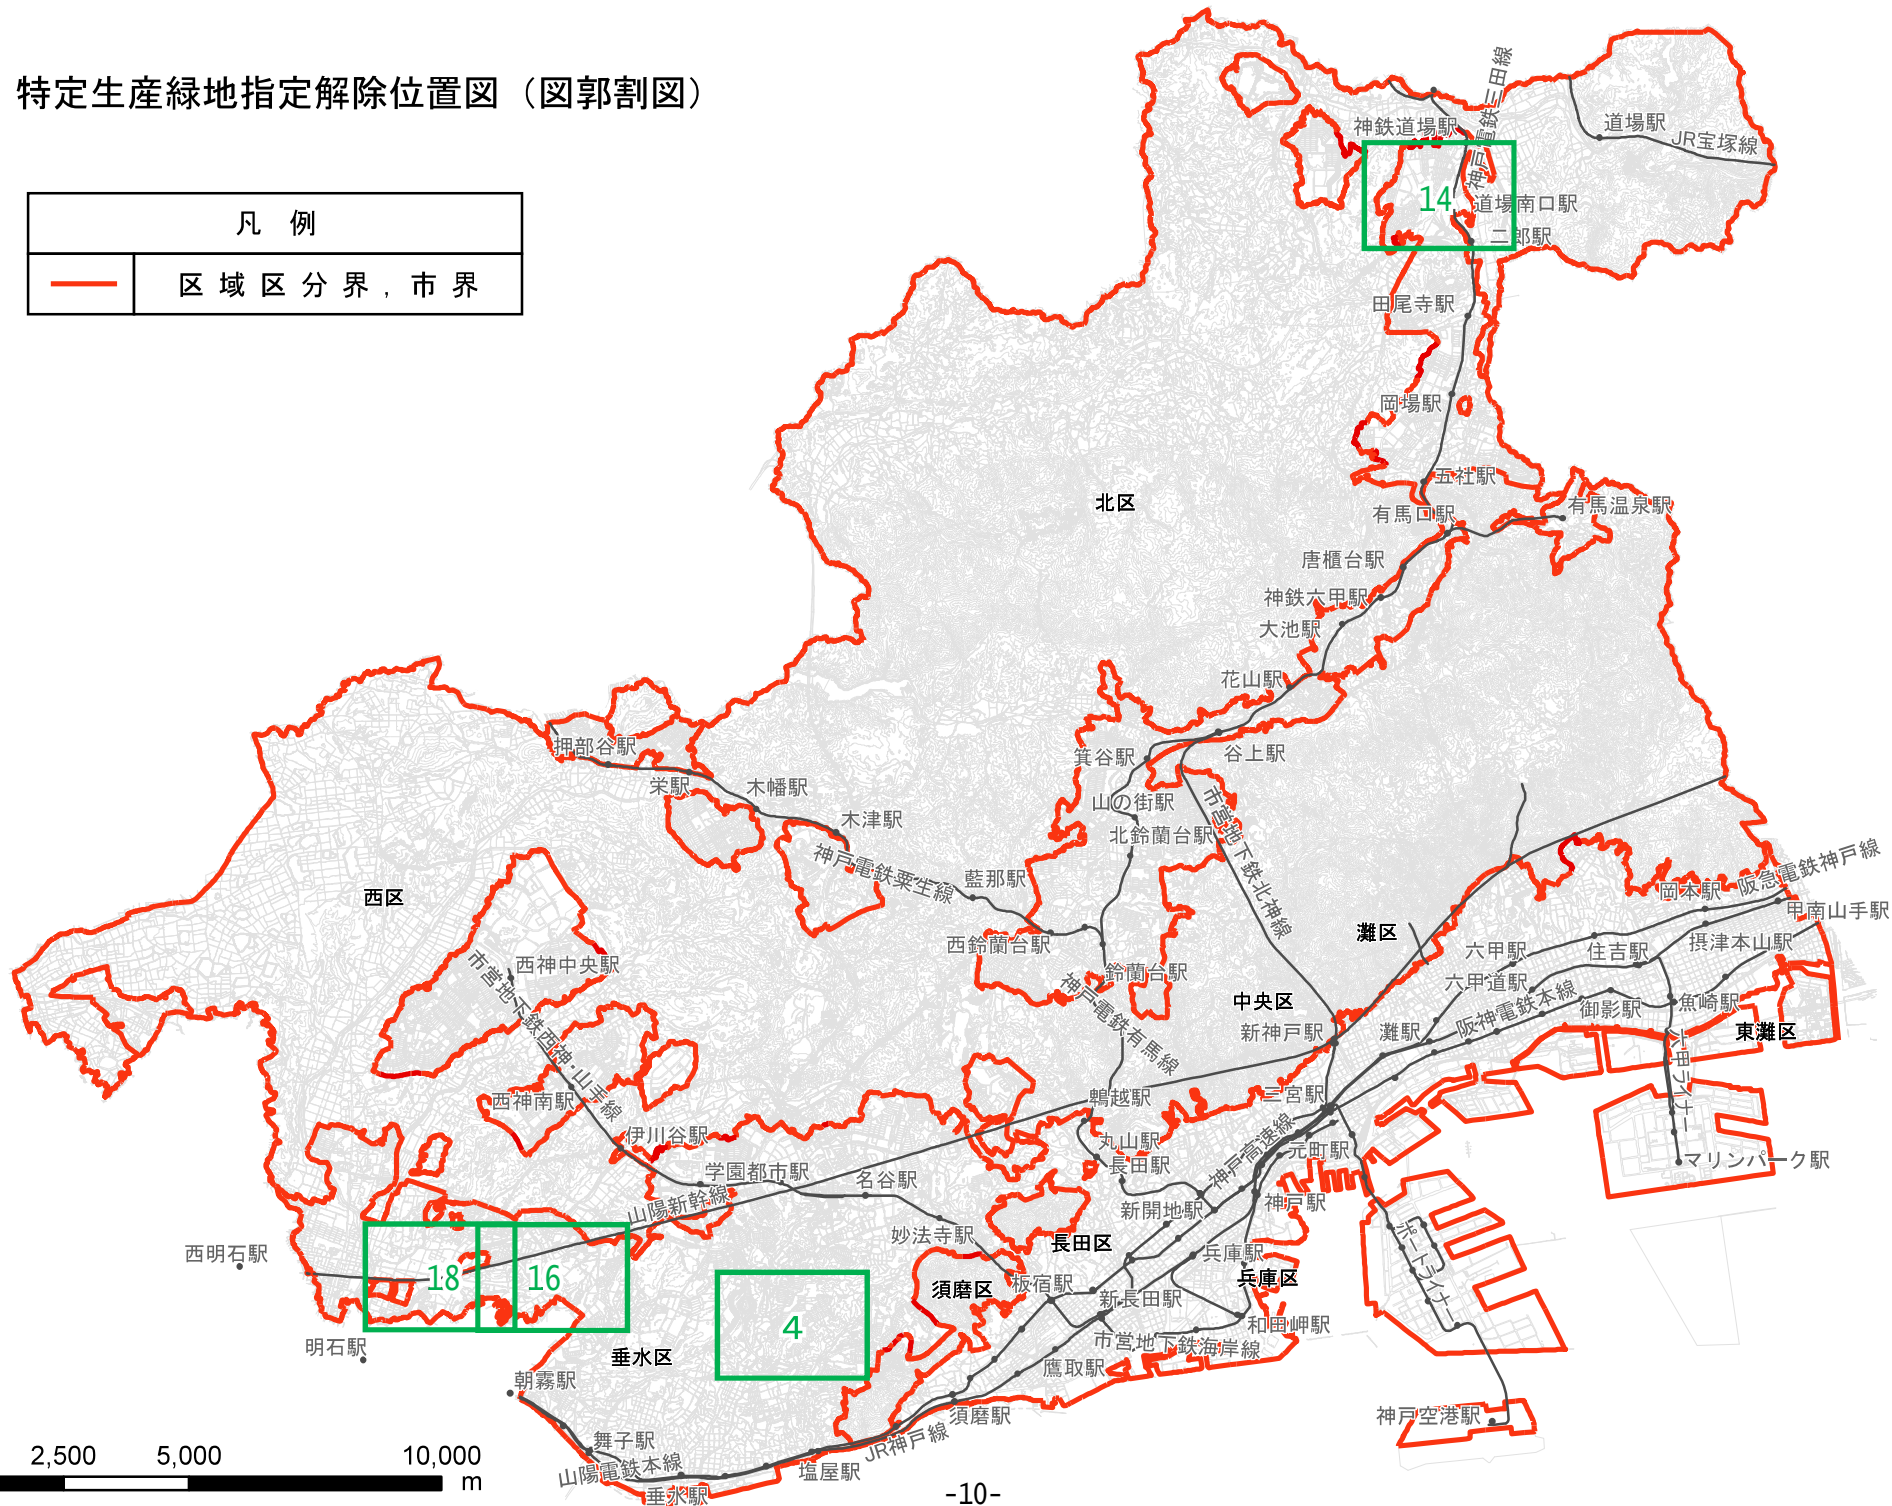 特定生産緑地指定解除位置図（図郭割図）
凡 例
区域区分界，市界
神鉄道場駅
神戸電鉄三田線
道場駅
JR宝塚線
14
道場南口駅
二郎駅
田尾寺駅
岡場駅
五社駅
有馬口駅
有馬温泉駅
北区
唐櫃台駅
神鉄六甲駅
大池駅
花山駅
谷上駅
箕谷駅
押部谷駅
栄駅
木幡駅
木津駅
山の街駅
北鈴蘭台駅
市営地下鉄北神線
神戸電鉄粟生線
藍那駅
西鈴蘭台駅
鈴蘭台駅
神戸電鉄有馬線
西区
市営地下鉄西神・山手線
西神中央駅
西神南駅
伊川谷駅
学園都市駅
名谷駅
山陽新幹線
妙法寺駅
灘区
中央区
新神戸駅
岡本駅
阪急電鉄神戸線
甲南山手駅
六甲駅
住吉駅
摂津本山駅
六甲道駅
阪神電鉄本線
御影駅
魚崎駅
灘駅
東灘区
六甲ライナー
マリンパーク駅
三宮駅
鵯越駅
丸山駅
長田駅
神戸高速線
元町駅
神戸駅
新開地駅
長田区
兵庫駅
兵庫区
ポートライナー
須磨区
板宿駅
新長田駅
和田岬駅
市営地下鉄海岸線
鷹取駅
西明石駅
18
16
4
明石駅
垂水区
朝霧駅
須磨駅
神戸空港駅
舞子駅
JR神戸線
山陽電鉄本線
塩屋駅
垂水駅
2,500 5,000 10,000
m
-10-